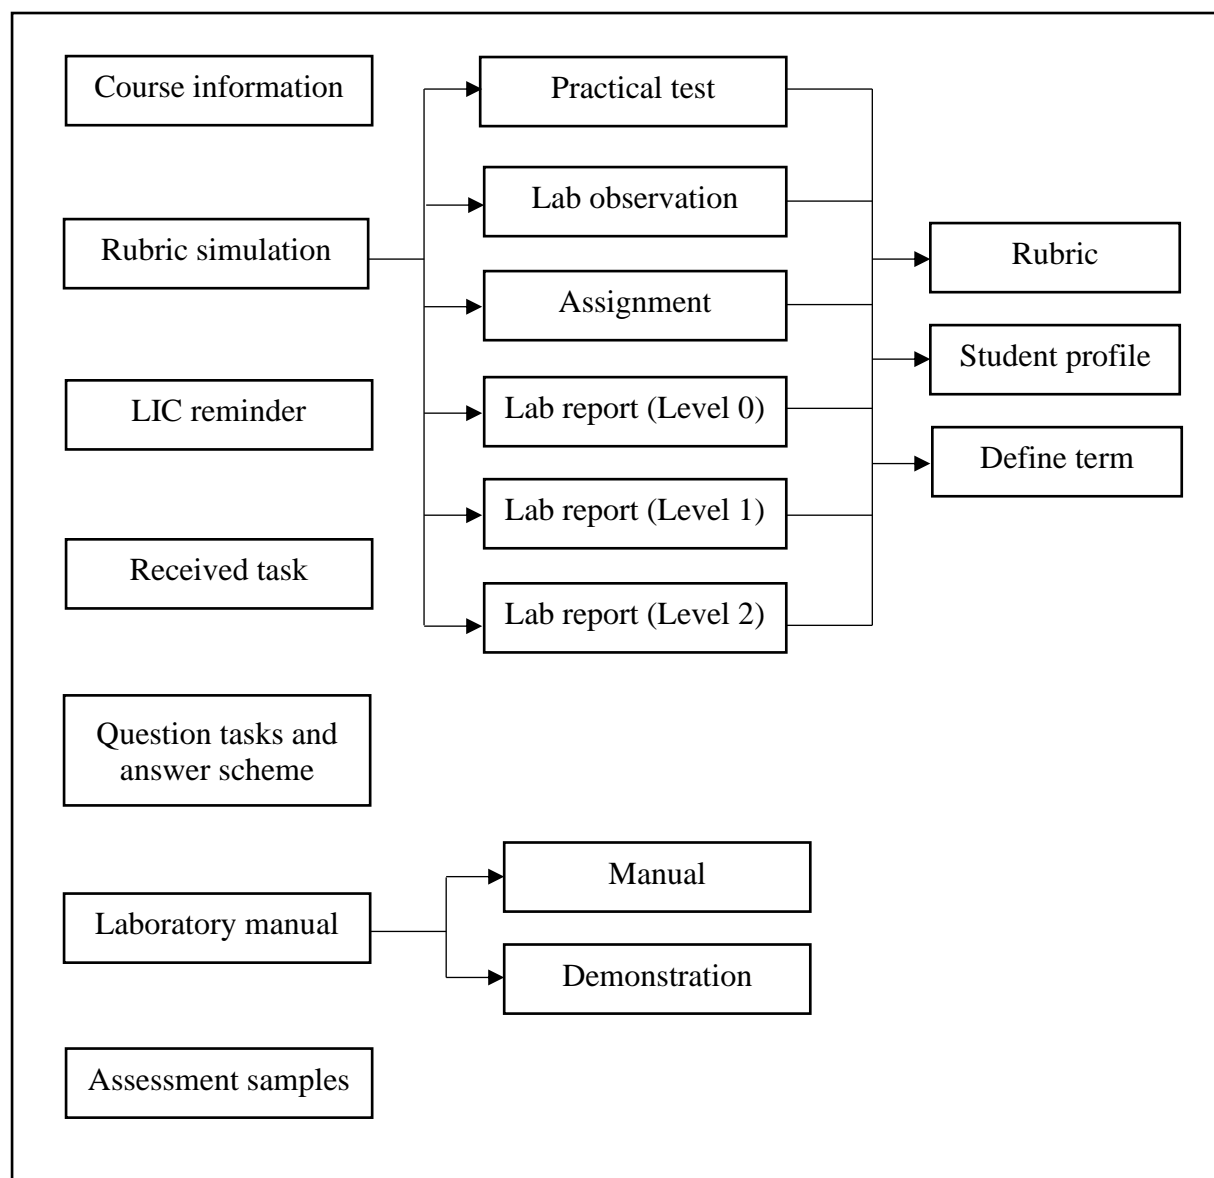 Course information
Rubric simulation
LIC reminder
Received task
Question tasks and
answer scheme
Laboratory manual
Assessment samples
Practical test
Lab observation
Assignment
Lab report (Level 0)
Lab report (Level 1)
Lab report (Level 2)
Manual
Demonstration
Rubric
Student profile
Define term